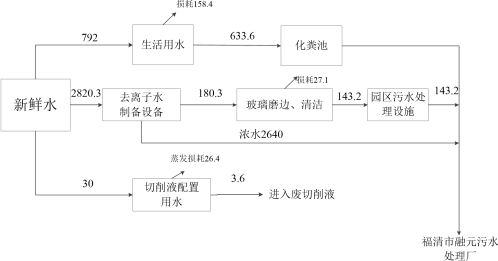 损耗158.4
792
生活用水
633.6
化粪池
新鲜水
2820.3
去离子水
制备设备
180.3
损耗27.1
玻璃磨边、清洁
143.2
园区污水处
理设施
143.2
浓水2640
蒸发损耗26.4
30
切削液配置
用水
3.6
进入废切削液
福清市融元污水
处理厂